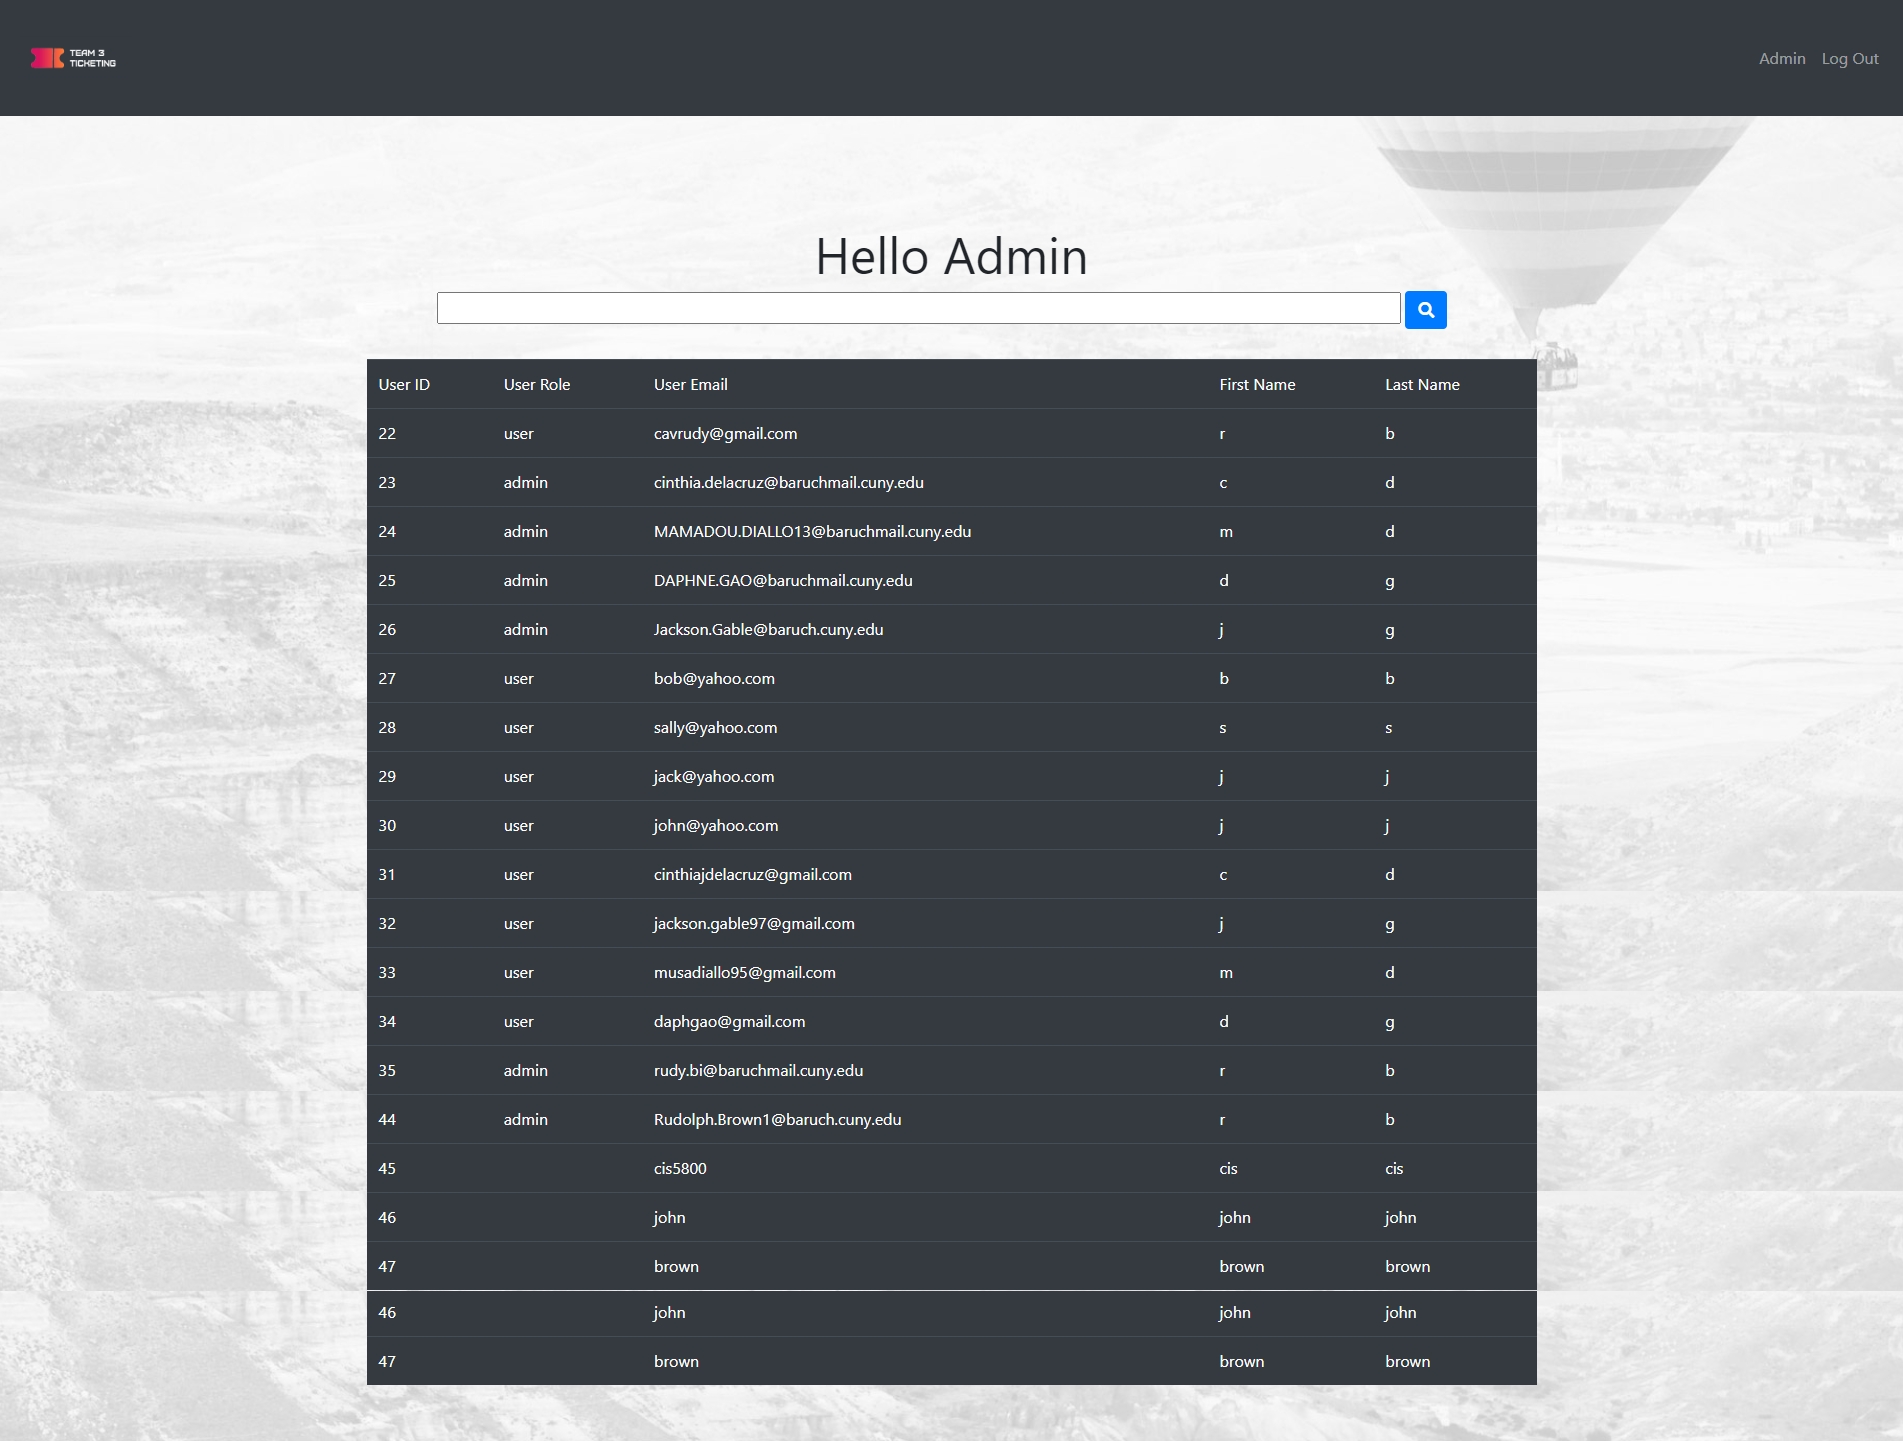 TEAM 3
TICKETING
Admin Log Out
Hello Admin
User ID User Role User Email First Name Last Name
22 user cavrudy@gmail.com r b
23 admin cinthia.delacruz@baruchmail.cuny.edu c d
24 admin MAMADOU.DIALLO13@baruchmail.cuny.edu m d
25 admin DAPHNE.GAO@baruchmail.cuny.edu d g
26 admin Jackson.Gable@baruch.cuny.edu j g
27 user bob@yahoo.com b b
28 user sally@yahoo.com s s
29 user jack@yahoo.com j j
30 user john@yahoo.com j j
31 user cinthiajdelacruz@gmail.com c d
32 user jackson.gable97@gmail.com j g
33 user musadiallo95@gmail.com m d
34 user daphgao@gmail.com d g
35 admin rudy.bi@baruchmail.cuny.edu r b
44 admin Rudolph.Brown1@baruch.cuny.edu r b
45 cis5800 cis cis
46 john john john
47 brown brown brown
46 john john john
47 brown brown brown